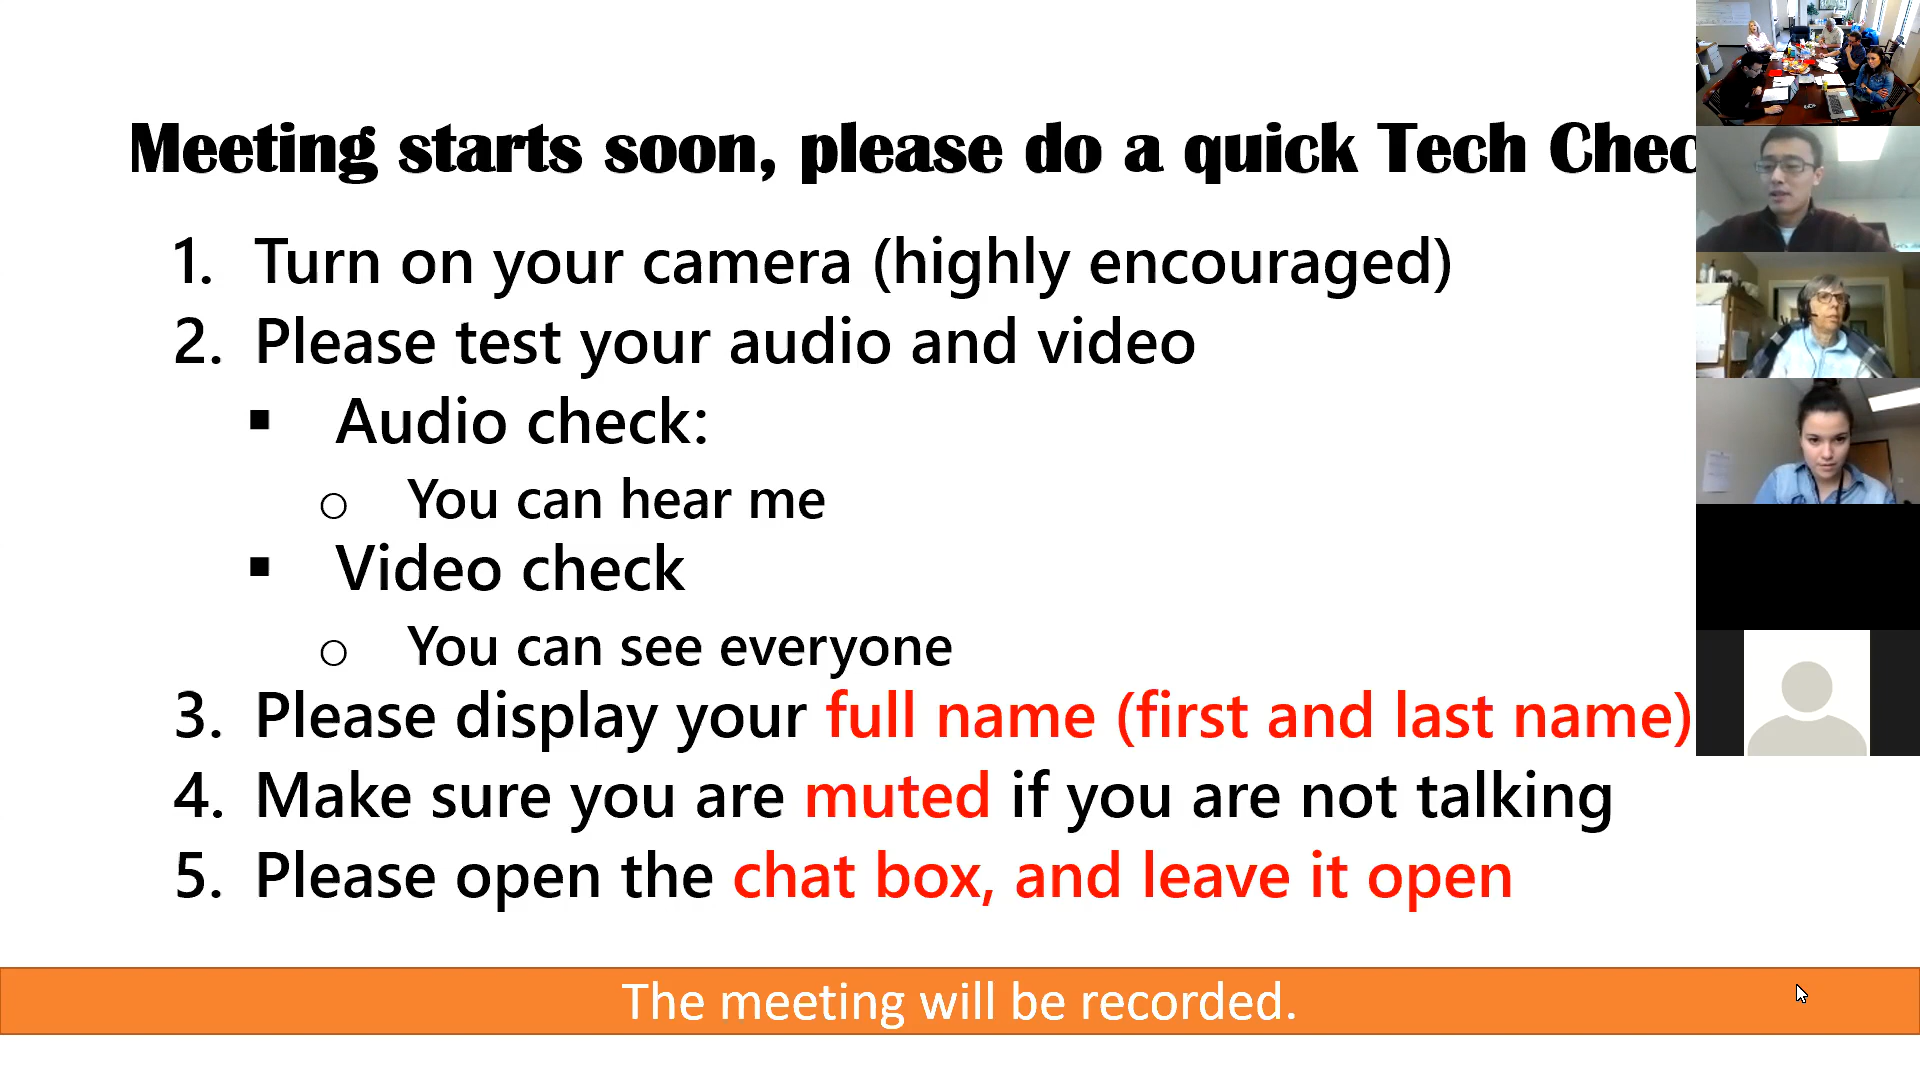 Meeting starts soon, please do a quick Tech Chec
1. Turn on your camera (highly encouraged)
2. Please test your audio and video
▪ Audio check:
o You can hear me
▪ Video check
o You can see everyone
3. Please display your full name (first and last name)
4. Make sure you are muted if you are not talking
5. Please open the chat box, and leave it open
The meeting will be recorded.